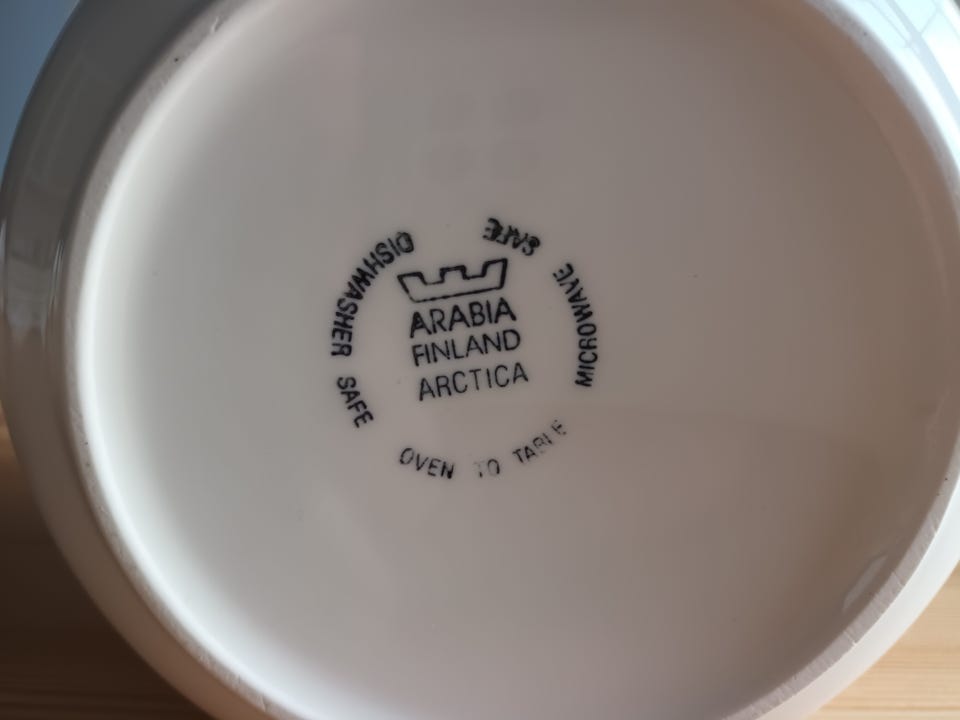 ARABIA
FINLAND
ARCTICA
DISHWASHER SAFE
OVEN TO TABLE
MICROWAVE SAFE